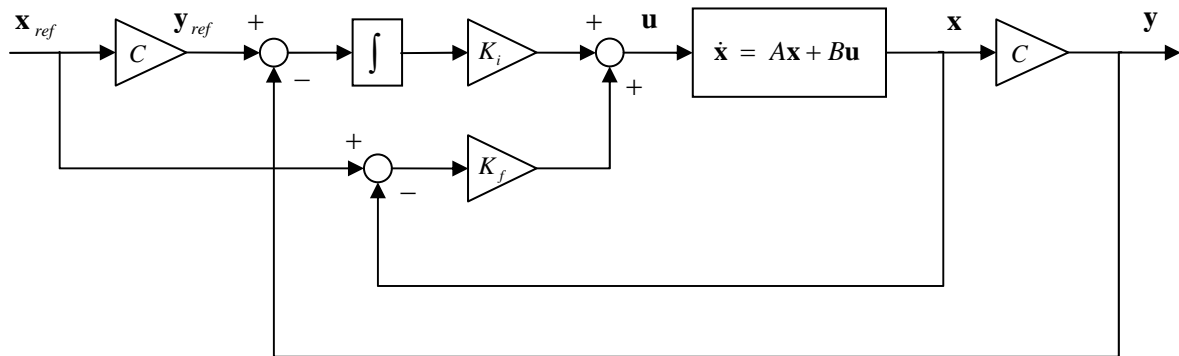 x_ref
C
y_ref
+
−
∫
K_i
+
+
u
ẋ = Ax + Bu
x
C
y
+
−
K_f